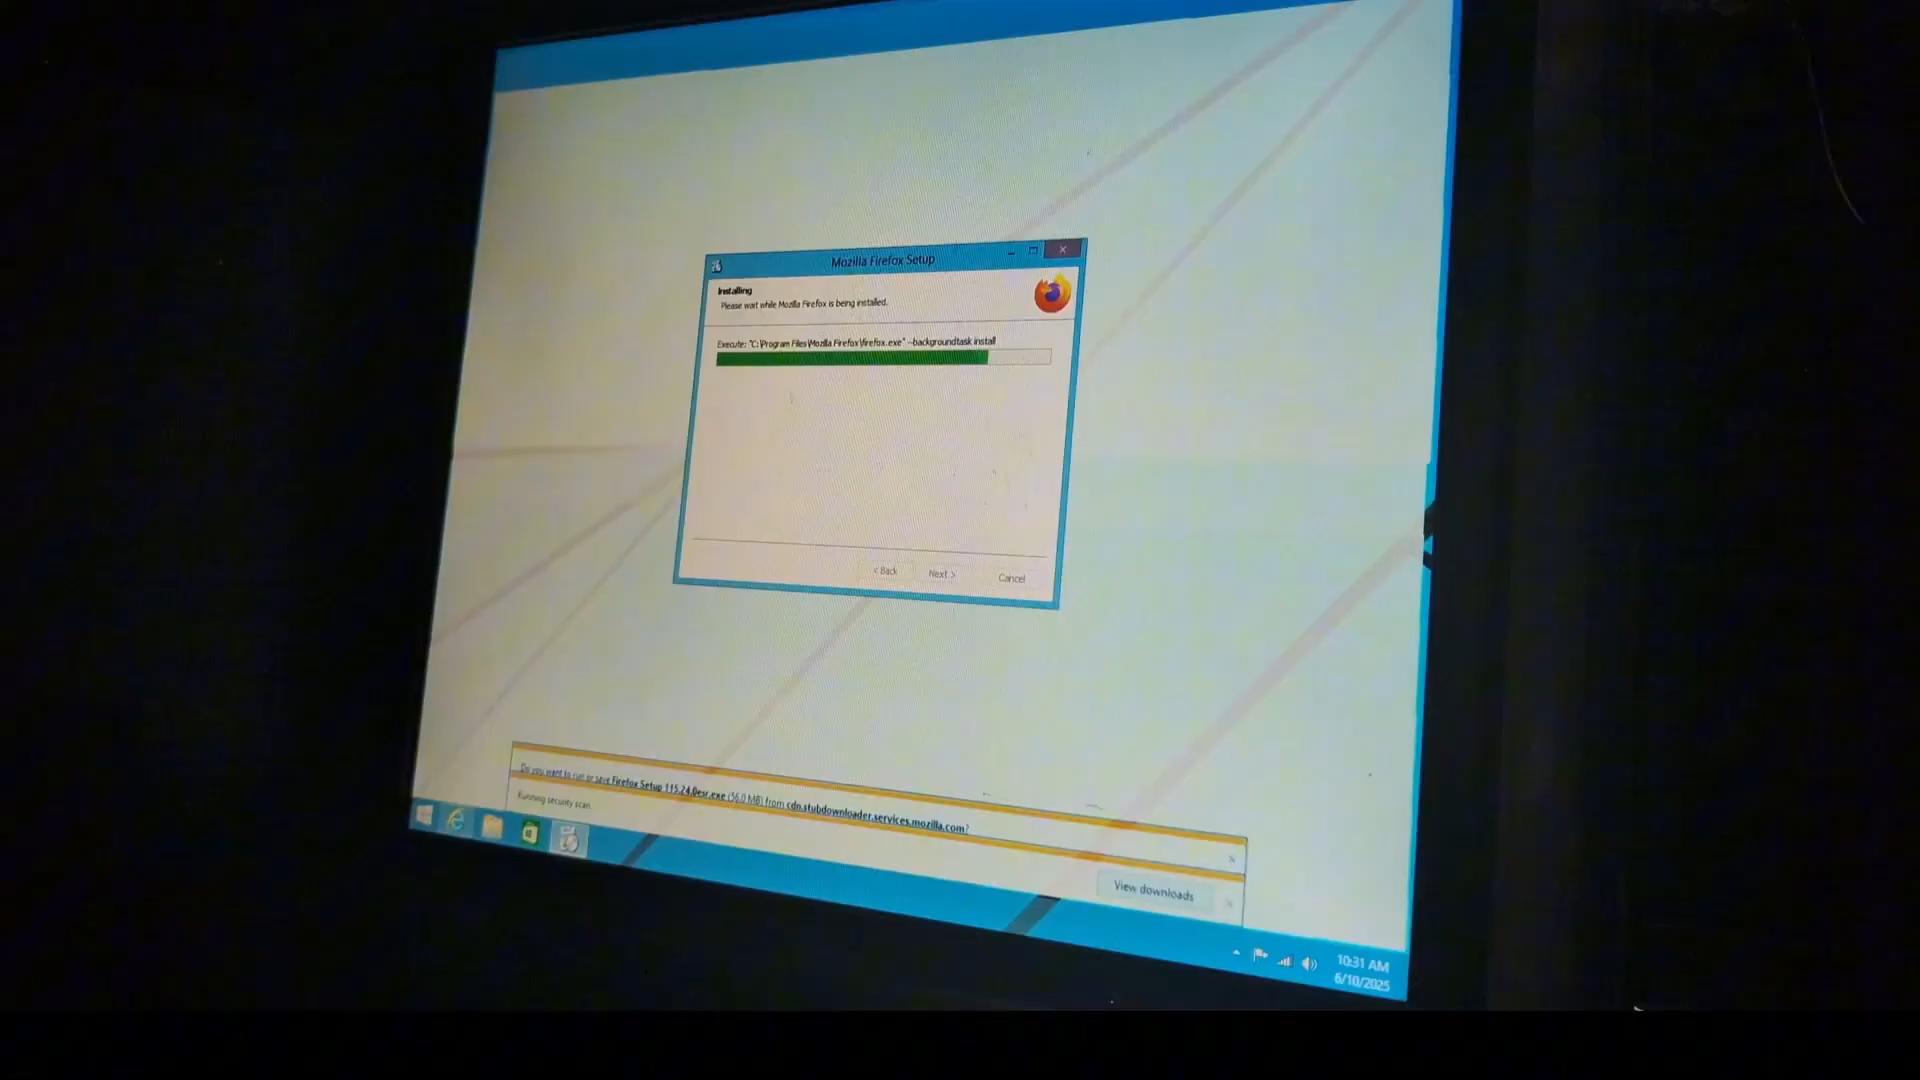 Mozilla Firefox Setup
Installing
Please wait while Mozilla Firefox is being installed.
Execute: "C:\Program Files\Mozilla Firefox\firefox.exe" --backgroundtask install
< Back
Next >
Cancel
Do you want to run or save Firefox Setup 115.24.0esr.exe (56.0 MB) from cdn.stubdownloader.services.mozilla.com?
Running security scan.
View downloads
10:31 AM
6/10/2025